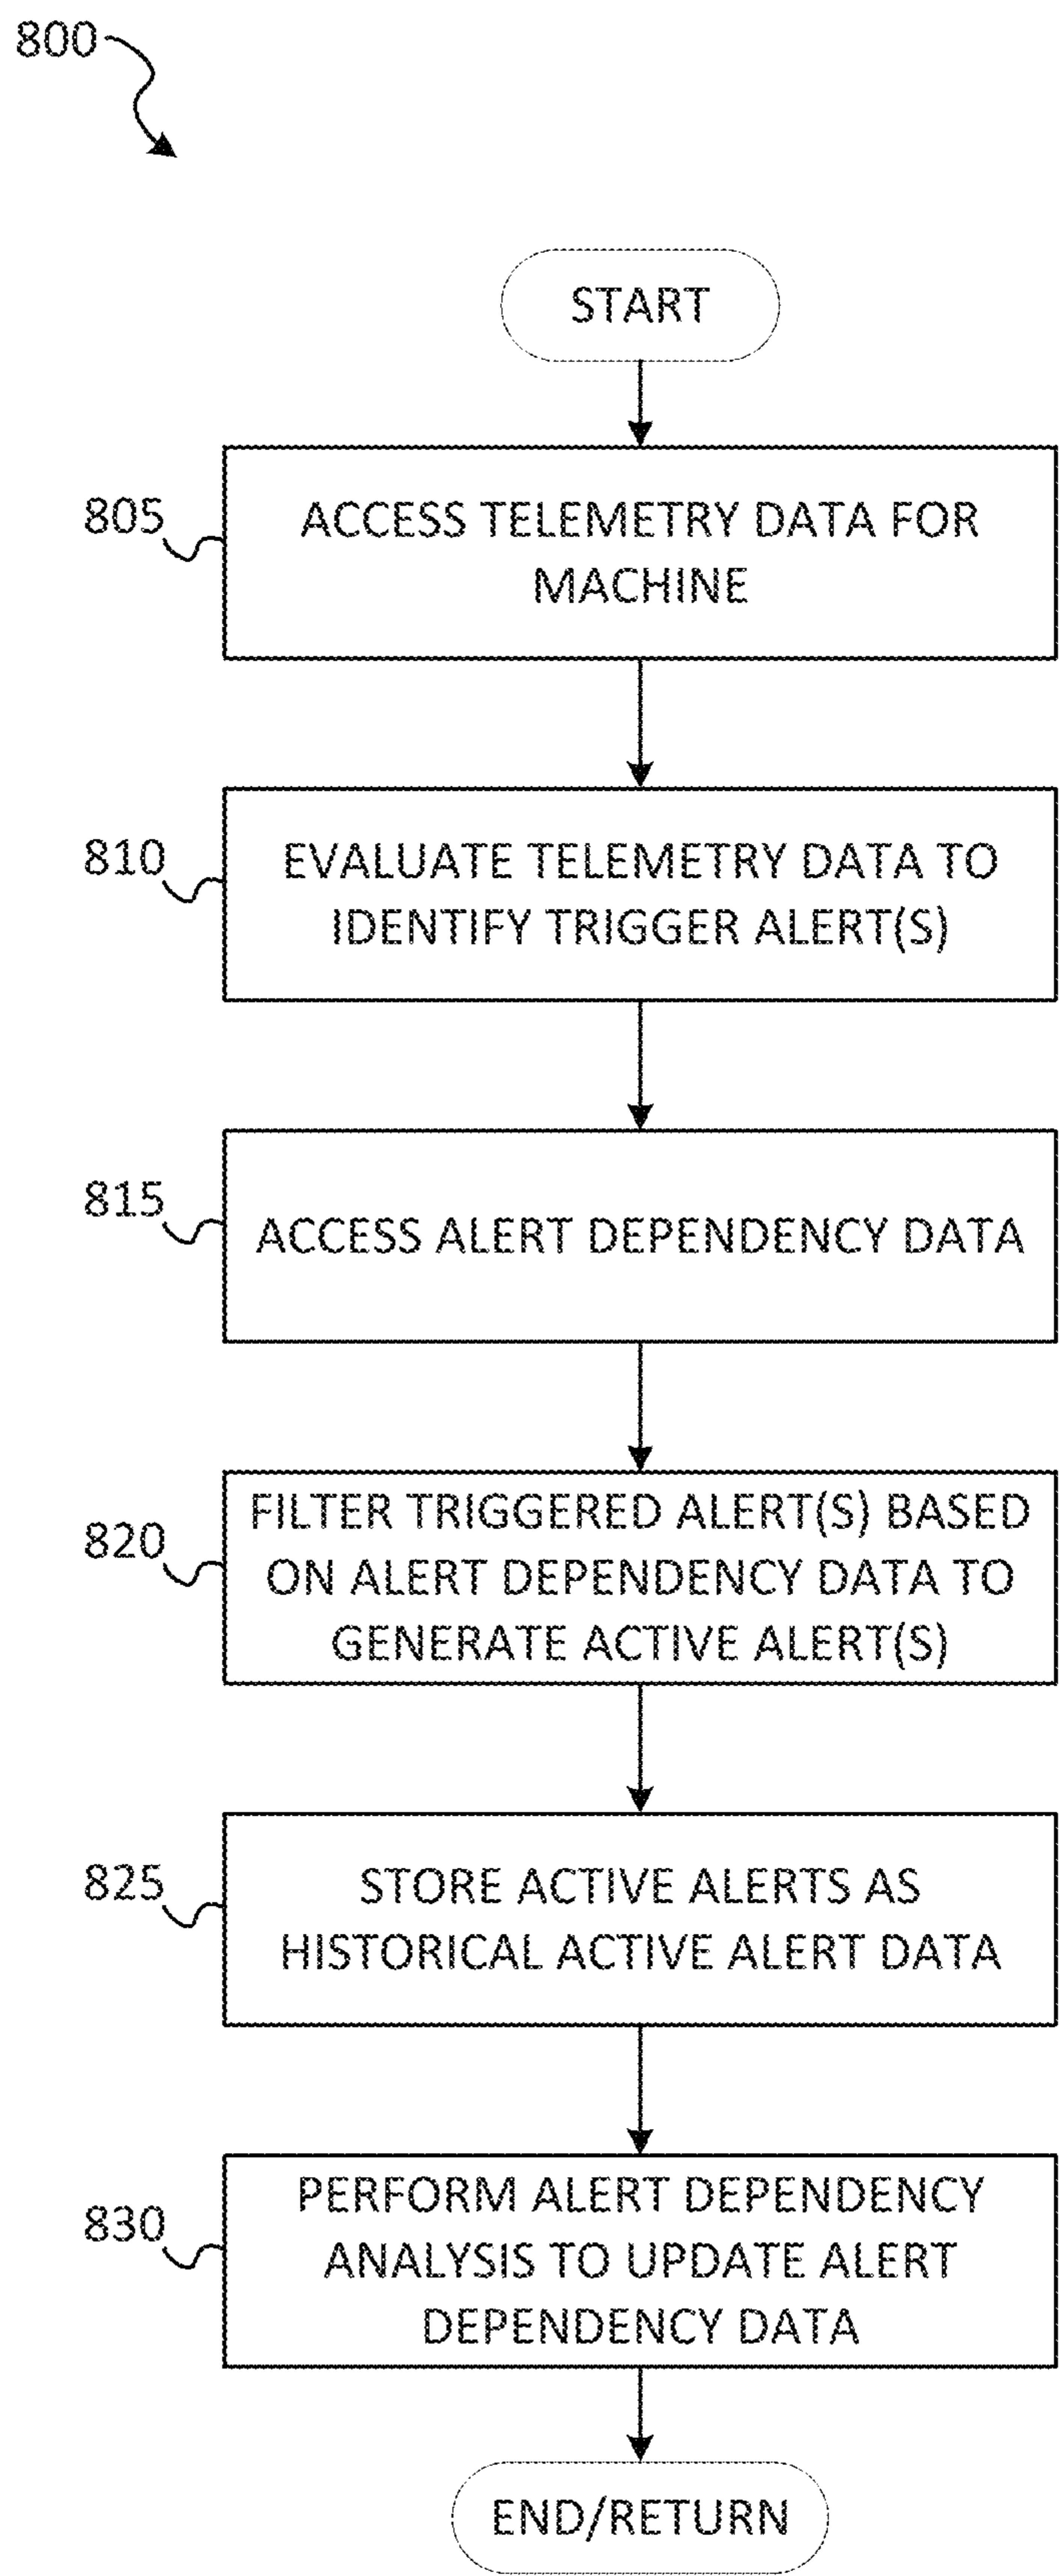 800
START
805
ACCESS TELEMETRY DATA FOR
MACHINE
810
EVALUATE TELEMETRY DATA TO
IDENTIFY TRIGGER ALERT(S)
815
ACCESS ALERT DEPENDENCY DATA
820
FILTER TRIGGERED ALERT(S) BASED
ON ALERT DEPENDENCY DATA TO
GENERATE ACTIVE ALERT(S)
825
STORE ACTIVE ALERTS AS
HISTORICAL ACTIVE ALERT DATA
830
PERFORM ALERT DEPENDENCY
ANALYSIS TO UPDATE ALERT
DEPENDENCY DATA
END/RETURN